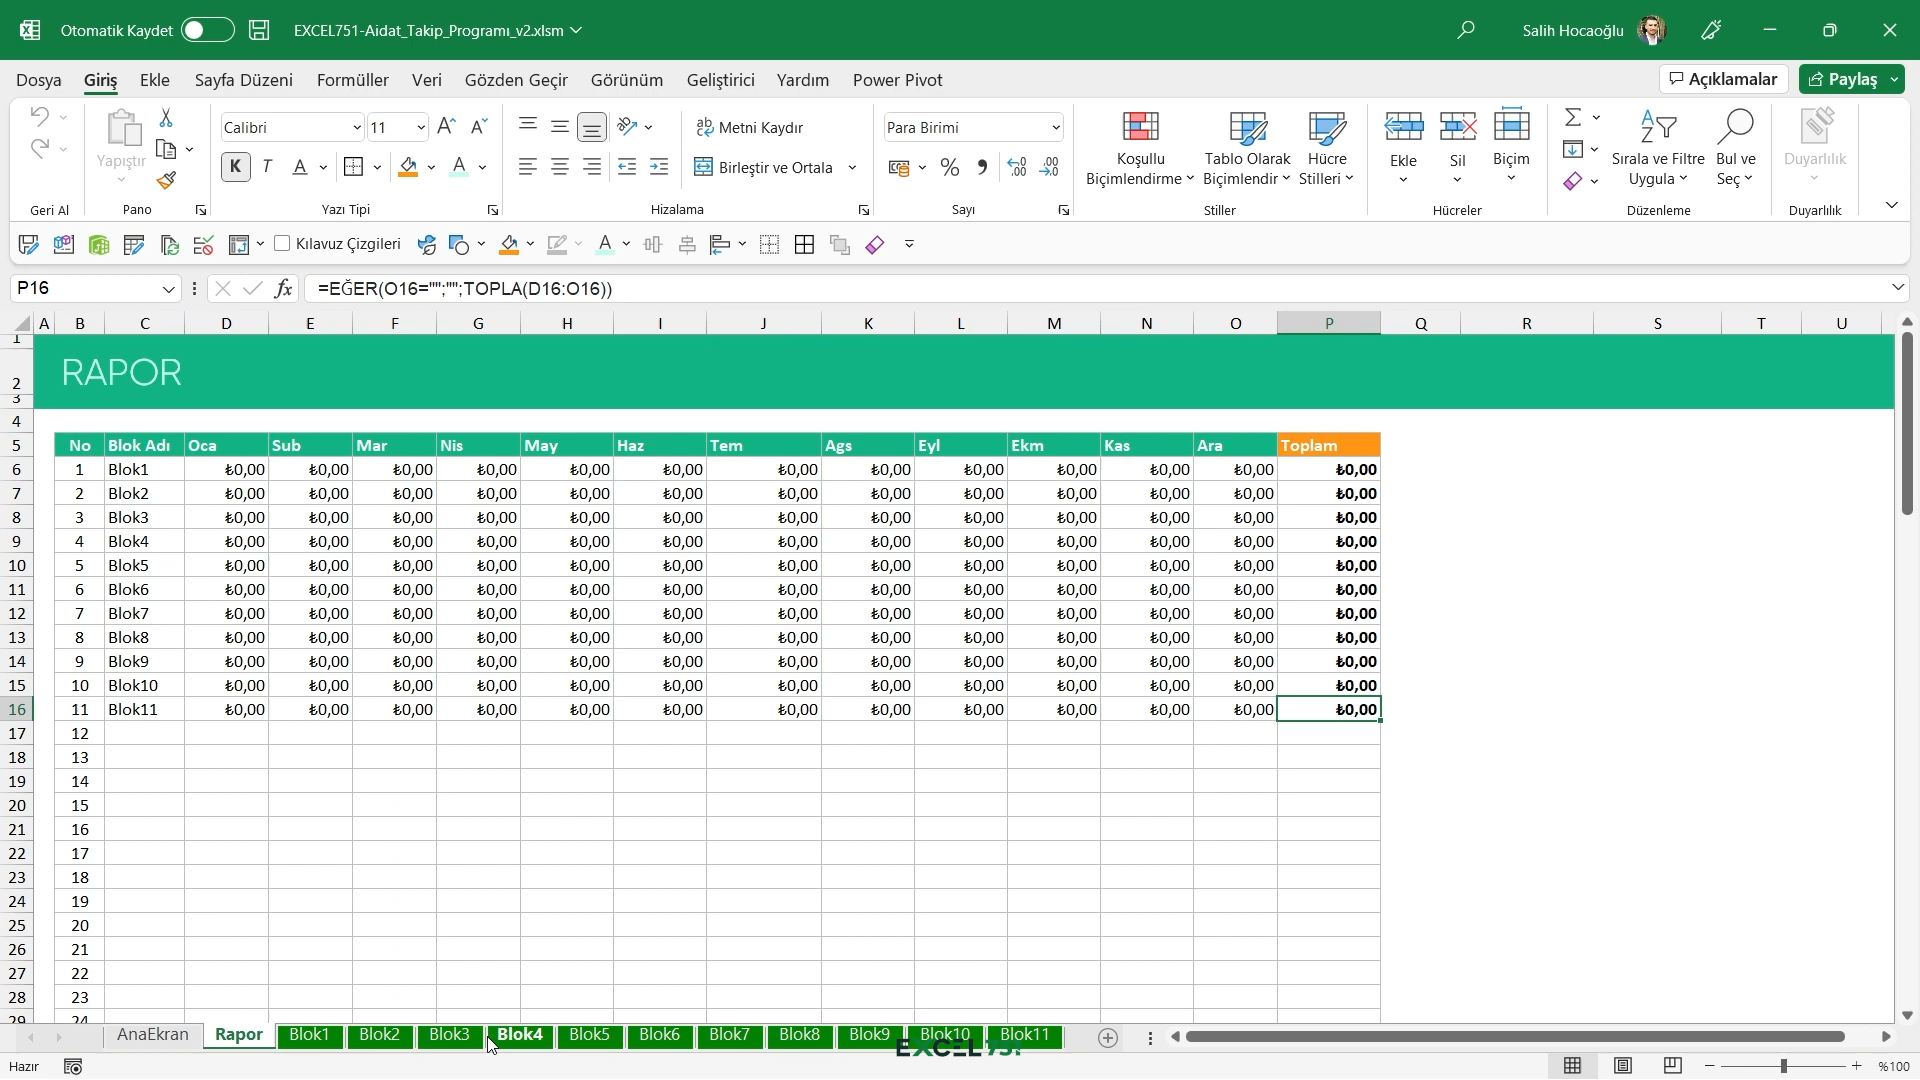 Otomatik Kaydet EXCEL751-Aidat_Takip_Programı_v2.xlsm Salih Hocaoğlu
Dosya Giriş Ekle Sayfa Düzeni Formüller Veri Gözden Geçir Görünüm Geliştirici Yardım Power Pivot Açıklamalar Paylaş
Calibri 11 Metni Kaydır Para Birimi
Yapıştır Birleştir ve Ortala Koşullu Biçimlendirme Tablo Olarak Biçimlendir Hücre Stilleri Ekle Sil Biçim Sırala ve Filtre Uygula Bul ve Seç Duyarlılık
Geri Al Pano Yazı Tipi Hizalama Sayı Stiller Hücreler Düzenleme Duyarlılık
Kılavuz Çizgileri
P16 fx =EĞER(O16="";"";TOPLA(D16:O16))
A B C D E F G H I J K L M N O P Q R S T U
1
2 RAPOR
3
4
5 No Blok Adı Oca Sub Mar Nis May Haz Tem Ags Eyl Ekm Kas Ara Toplam
6 1 Blok1 ₺0,00 ₺0,00 ₺0,00 ₺0,00 ₺0,00 ₺0,00 ₺0,00 ₺0,00 ₺0,00 ₺0,00 ₺0,00 ₺0,00 ₺0,00
7 2 Blok2 ₺0,00 ₺0,00 ₺0,00 ₺0,00 ₺0,00 ₺0,00 ₺0,00 ₺0,00 ₺0,00 ₺0,00 ₺0,00 ₺0,00 ₺0,00
8 3 Blok3 ₺0,00 ₺0,00 ₺0,00 ₺0,00 ₺0,00 ₺0,00 ₺0,00 ₺0,00 ₺0,00 ₺0,00 ₺0,00 ₺0,00 ₺0,00
9 4 Blok4 ₺0,00 ₺0,00 ₺0,00 ₺0,00 ₺0,00 ₺0,00 ₺0,00 ₺0,00 ₺0,00 ₺0,00 ₺0,00 ₺0,00 ₺0,00
10 5 Blok5 ₺0,00 ₺0,00 ₺0,00 ₺0,00 ₺0,00 ₺0,00 ₺0,00 ₺0,00 ₺0,00 ₺0,00 ₺0,00 ₺0,00 ₺0,00
11 6 Blok6 ₺0,00 ₺0,00 ₺0,00 ₺0,00 ₺0,00 ₺0,00 ₺0,00 ₺0,00 ₺0,00 ₺0,00 ₺0,00 ₺0,00 ₺0,00
12 7 Blok7 ₺0,00 ₺0,00 ₺0,00 ₺0,00 ₺0,00 ₺0,00 ₺0,00 ₺0,00 ₺0,00 ₺0,00 ₺0,00 ₺0,00 ₺0,00
13 8 Blok8 ₺0,00 ₺0,00 ₺0,00 ₺0,00 ₺0,00 ₺0,00 ₺0,00 ₺0,00 ₺0,00 ₺0,00 ₺0,00 ₺0,00 ₺0,00
14 9 Blok9 ₺0,00 ₺0,00 ₺0,00 ₺0,00 ₺0,00 ₺0,00 ₺0,00 ₺0,00 ₺0,00 ₺0,00 ₺0,00 ₺0,00 ₺0,00
15 10 Blok10 ₺0,00 ₺0,00 ₺0,00 ₺0,00 ₺0,00 ₺0,00 ₺0,00 ₺0,00 ₺0,00 ₺0,00 ₺0,00 ₺0,00 ₺0,00
16 11 Blok11 ₺0,00 ₺0,00 ₺0,00 ₺0,00 ₺0,00 ₺0,00 ₺0,00 ₺0,00 ₺0,00 ₺0,00 ₺0,00 ₺0,00 ₺0,00
17 12
18 13
19 14
20 15
21 16
22 17
23 18
24 19
25 20
26 21
27 22
28 23
29 24
AnaEkran Rapor Blok1 Blok2 Blok3 Blok4 Blok5 Blok6 Blok7 Blok8 Blok9 Blok10 Blok11
EXCEL751
Hazır %100